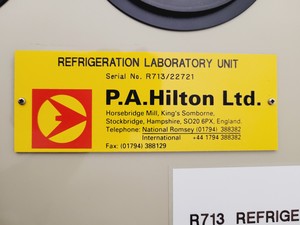 REFRIGERATION LABORATORY UNIT
Serial No. R713/22721
P.A.Hilton Ltd.
Horsebridge Mill, King's Somborne,
Stockbridge, Hampshire, SO20 6PX, England.
Telephone: National Romsey (01794) 388382
International +44 1794 388382
Fax: (01794) 388129
R713 REFRIGE